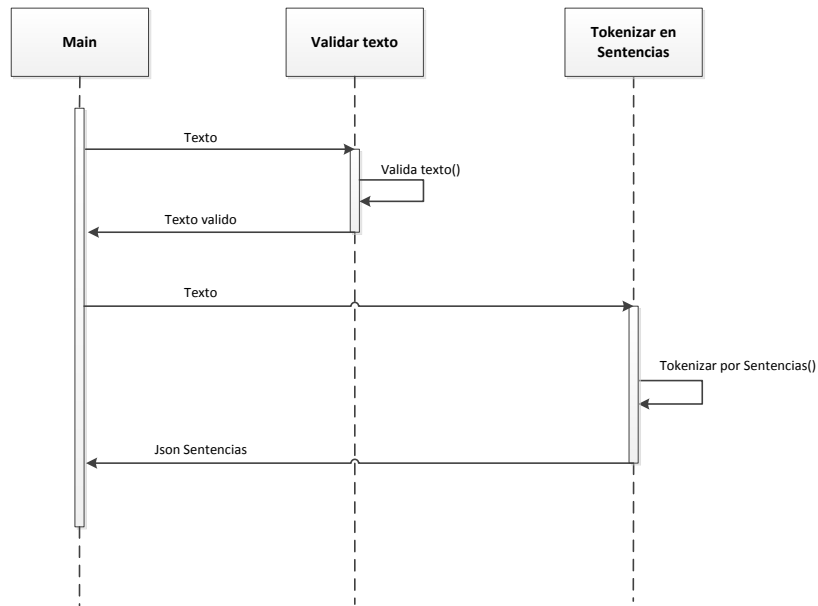 Main
Validar texto
Tokenizar en
Sentencias
Texto
Valida texto()
Texto valido
Texto
Tokenizar por Sentencias()
Json Sentencias